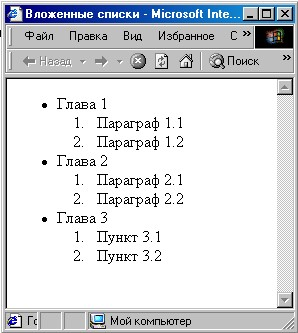 Вложенные списки - Microsoft Inte...
Файл Правка Вид Избранное С »
Назад » Поиск »
• Глава 1
1. Параграф 1.1
2. Параграф 1.2
• Глава 2
1. Параграф 2.1
2. Параграф 2.2
• Глава 3
1. Пункт 3.1
2. Пункт 3.2
Мой компьютер